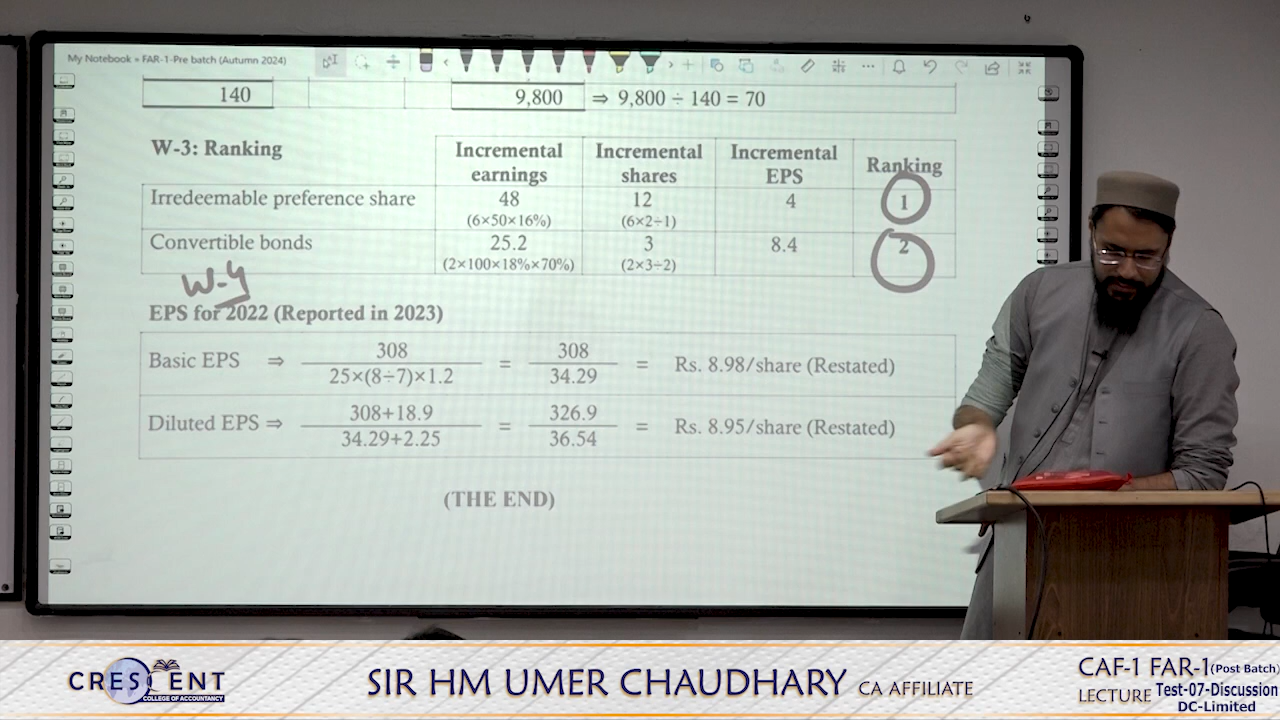 My Notebook » FAR-1-Pre batch (Autumn 2024)
140 9,800 ⇒ 9,800 ÷ 140 = 70
W-3: Ranking Incremental earnings Incremental shares Incremental EPS Ranking
Irredeemable preference share 48 12 4 1
(6×50×16%) (6×2÷1)
Convertible bonds 25.2 3 8.4 2
(2×100×18%×70%) (2×3÷2)
W-4
EPS for 2022 (Reported in 2023)
Basic EPS ⇒ 308 / 25×(8÷7)×1.2 = 308 / 34.29 = Rs. 8.98/share (Restated)
Diluted EPS ⇒ 308+18.9 / 34.29+2.25 = 326.9 / 36.54 = Rs. 8.95/share (Restated)
(THE END)
CRESCENT
COLLEGE OF ACCOUNTANCY
SIR HM UMER CHAUDHARY CA AFFILIATE
CAF-1 FAR-1 (Post Batch)
LECTURE Test-07-Discussion
DC-Limited